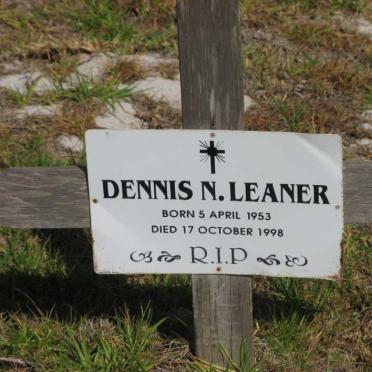 DENNIS N. LEANER
BORN 5 APRIL 1953
DIED 17 OCTOBER 1998
R.I.P